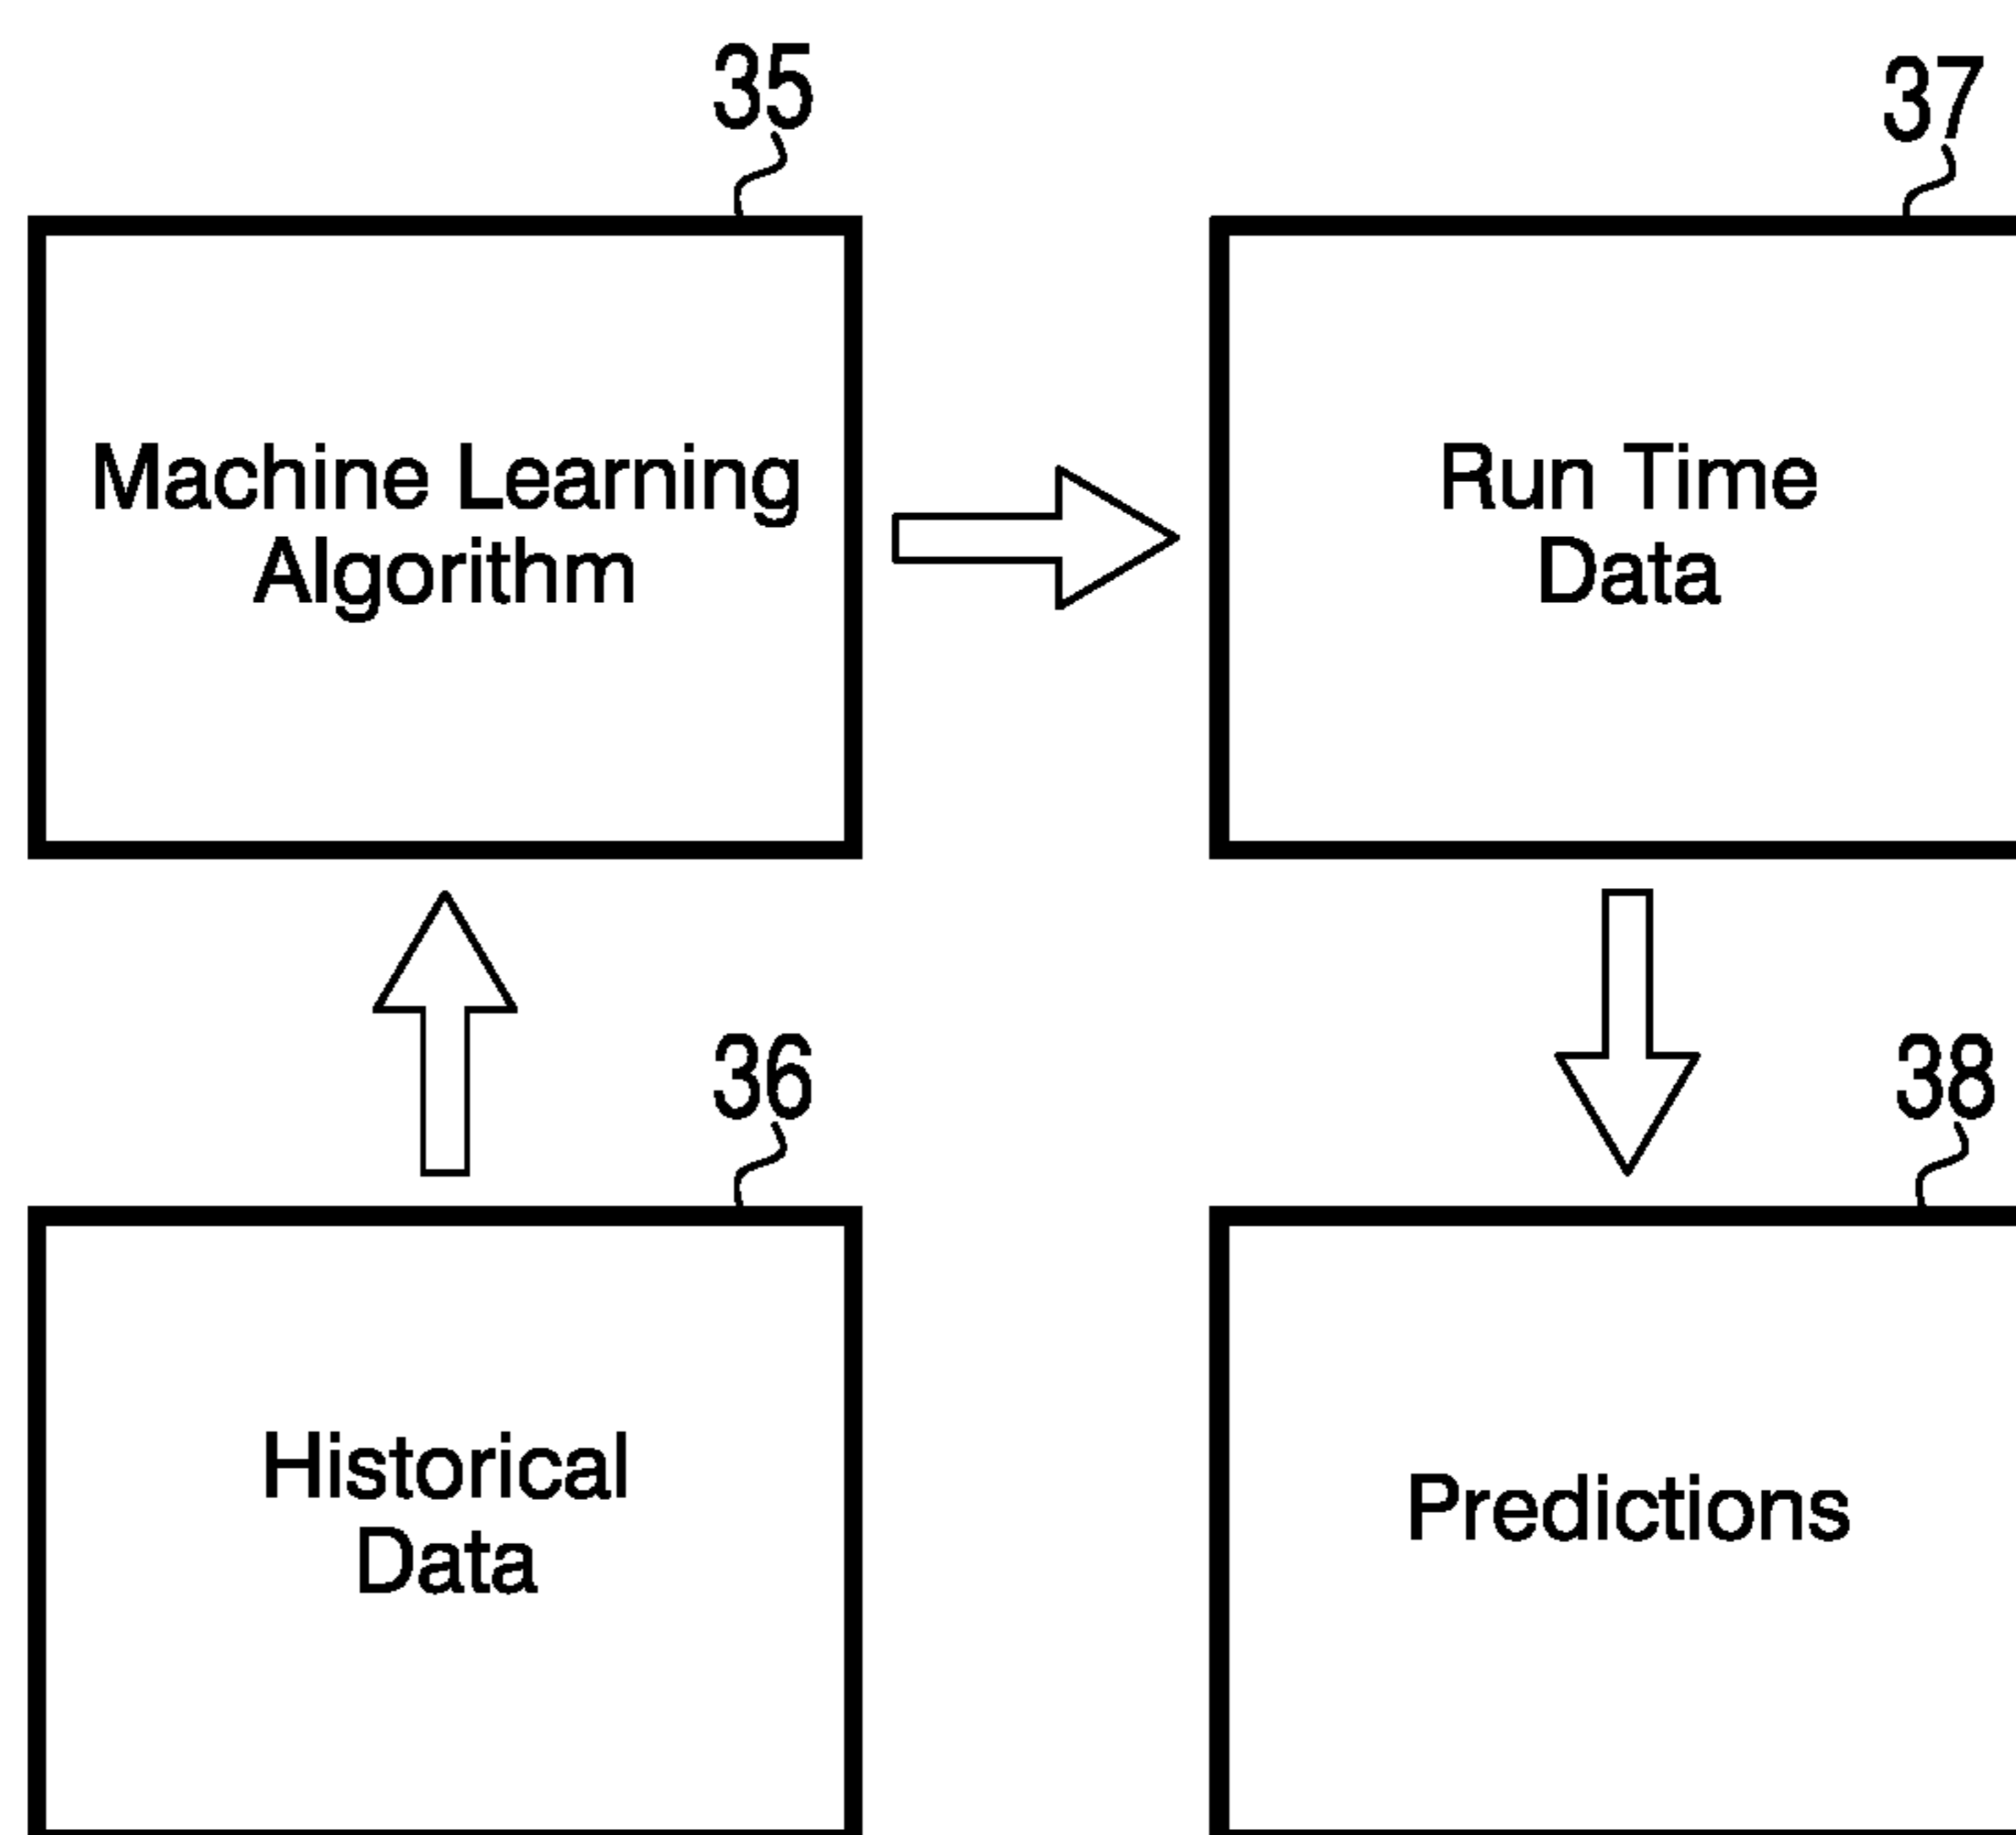 35
Machine Learning
Algorithm
37
Run Time
Data
36
Historical
Data
38
Predictions